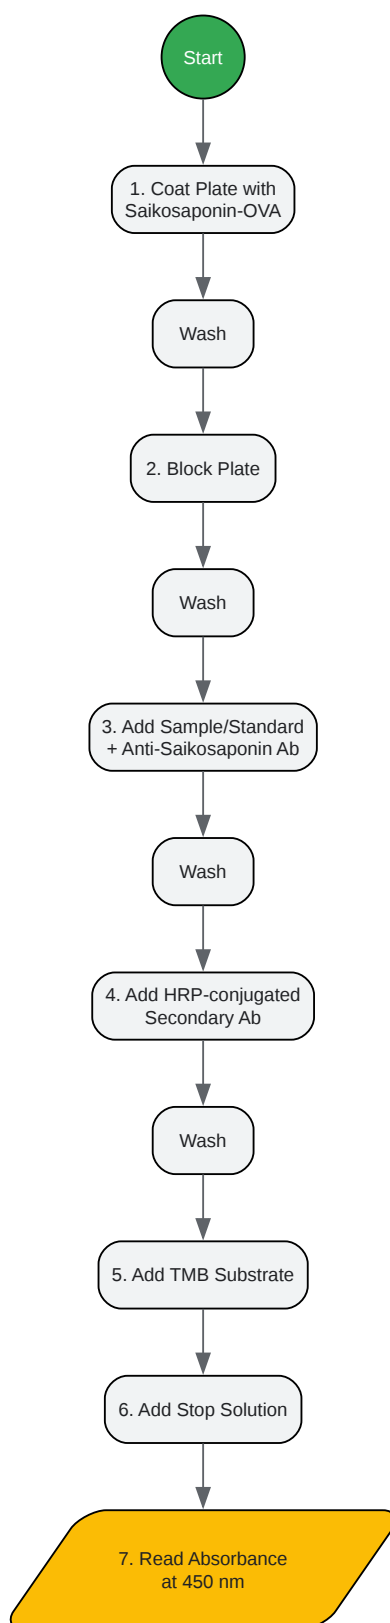 Start
1. Coat Plate with
Saikosaponin-OVA
Wash
2. Block Plate
Wash
3. Add Sample/Standard
+ Anti-Saikosaponin Ab
Wash
4. Add HRP-conjugated
Secondary Ab
Wash
5. Add TMB Substrate
6. Add Stop Solution
7. Read Absorbance
at 450 nm